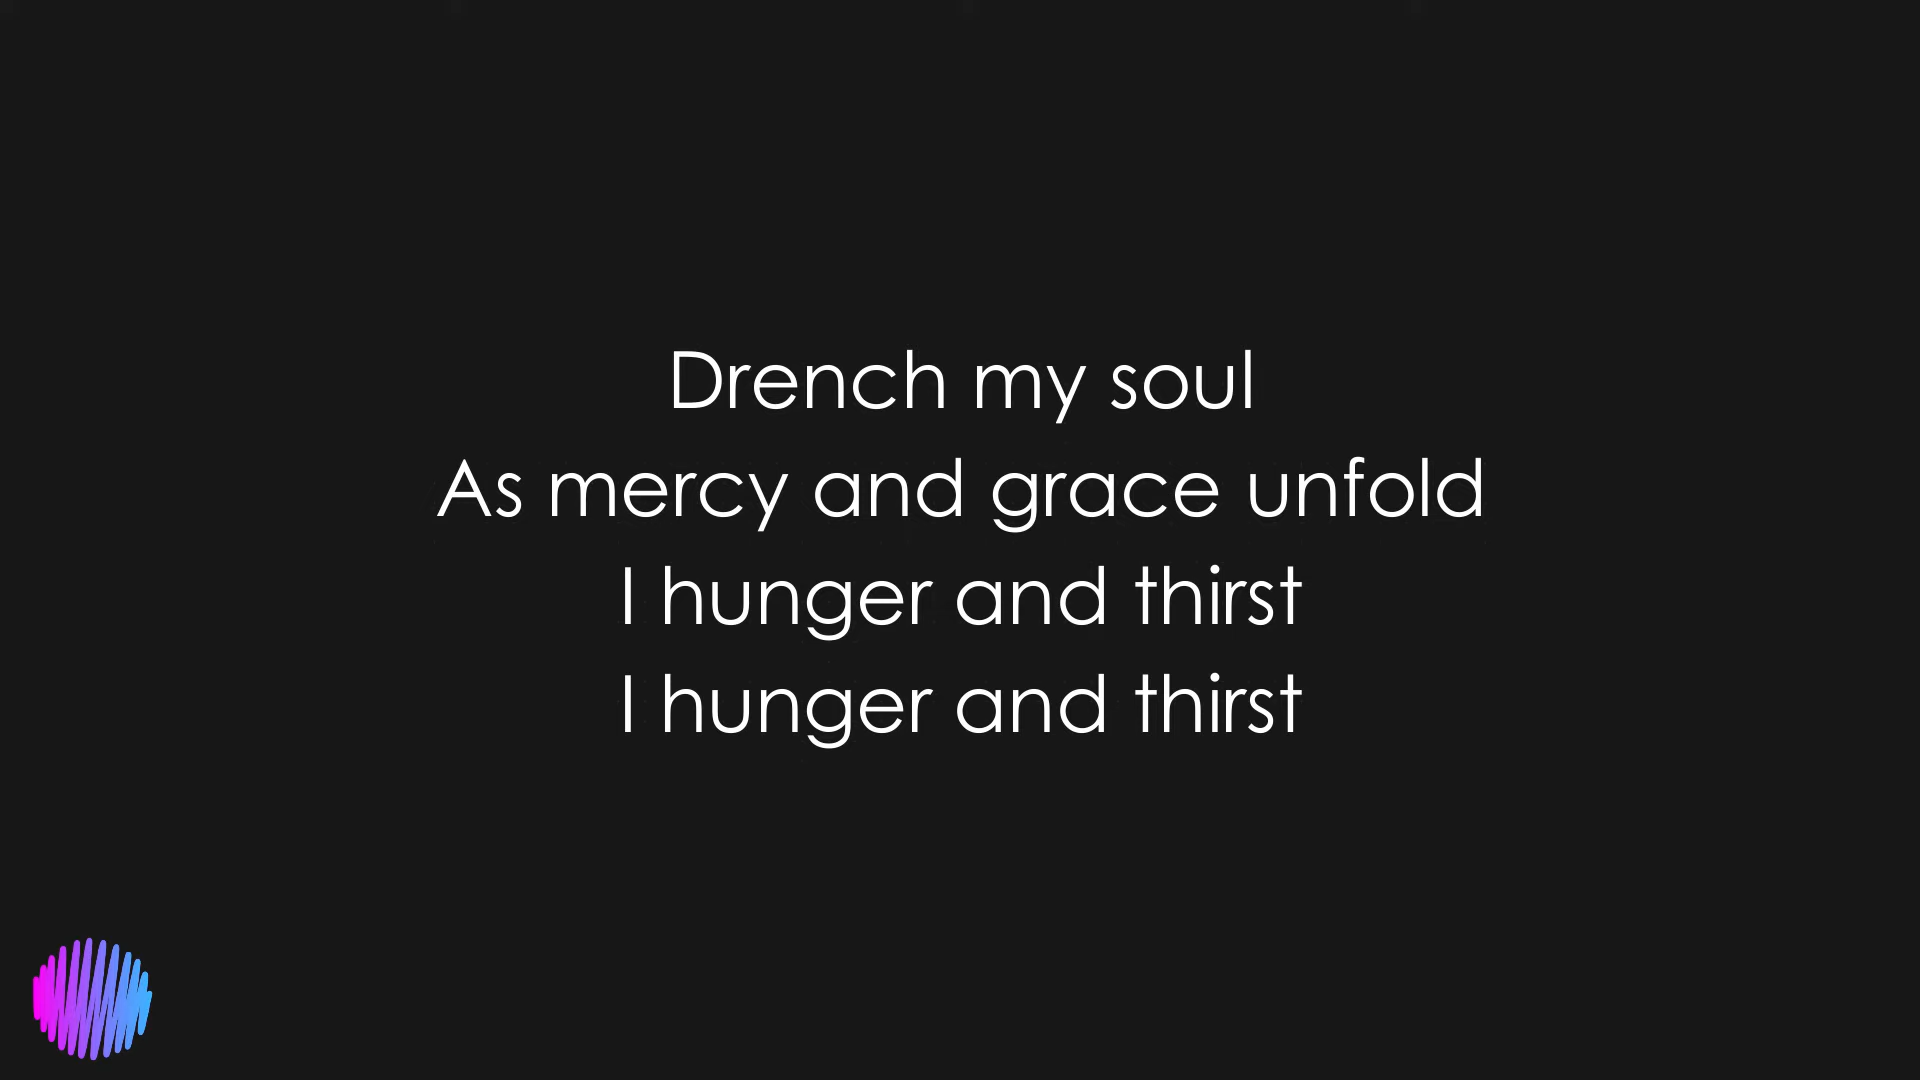 Drench my soul
As mercy and grace unfold
I hunger and thirst
I hunger and thirst